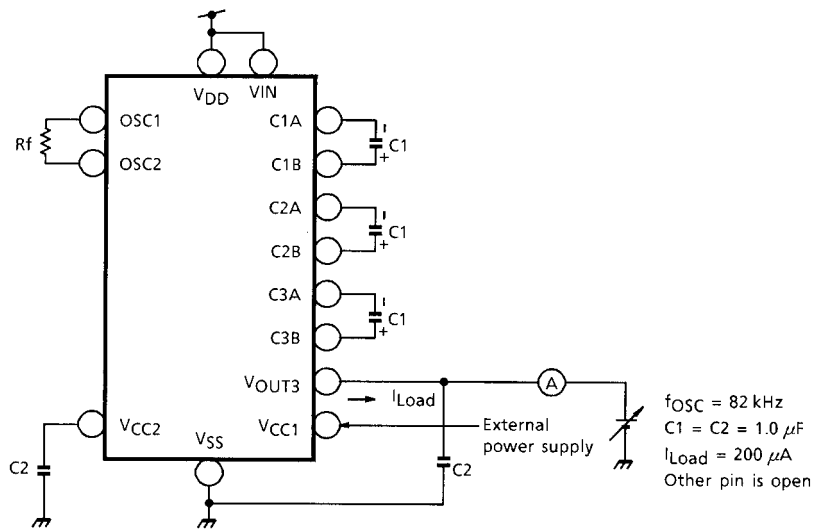 VDD
VIN
OSC1
OSC2
Rf
C1A
C1B
C1
+
C2A
C2B
C1
+
C3A
C3B
C1
+
VOUT3
ILoad
A
VCC1
External
power supply
VCC2
VSS
C2
C2
fOSC = 82 kHz
C1 = C2 = 1.0 μF
ILoad = 200 μA
Other pin is open